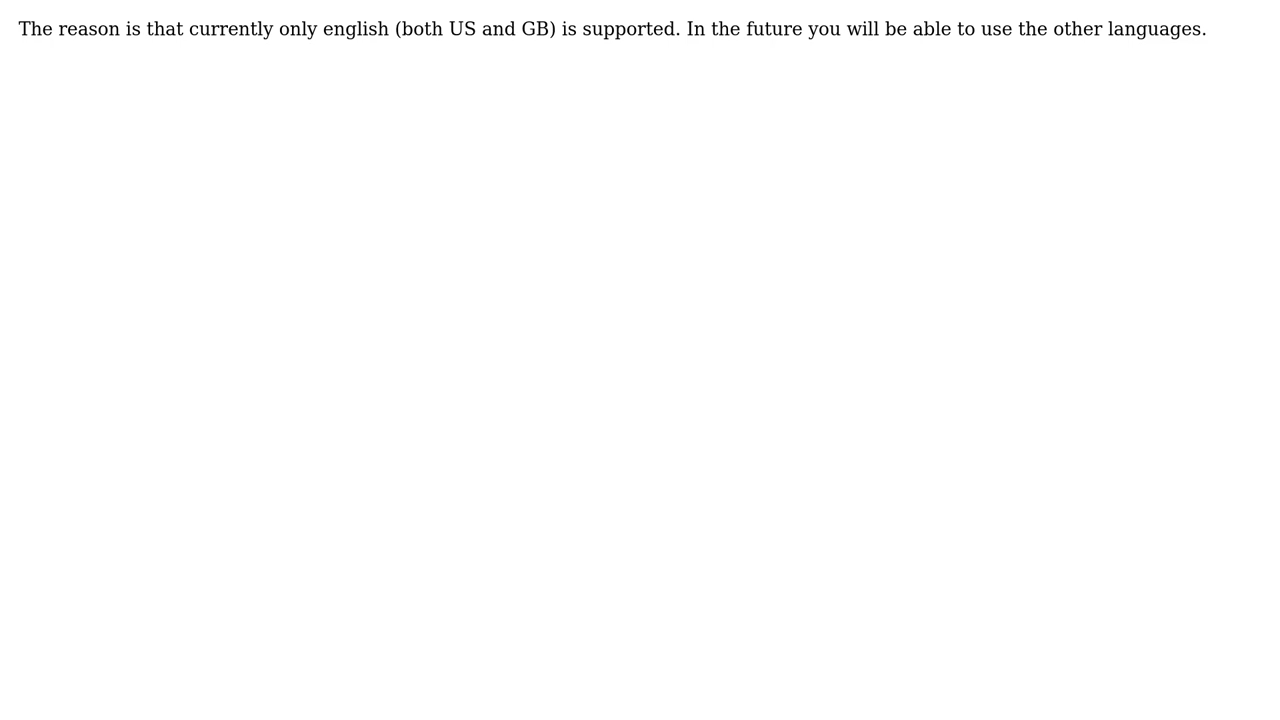 The reason is that currently only english (both US and GB) is supported. In the future you will be able to use the other languages.